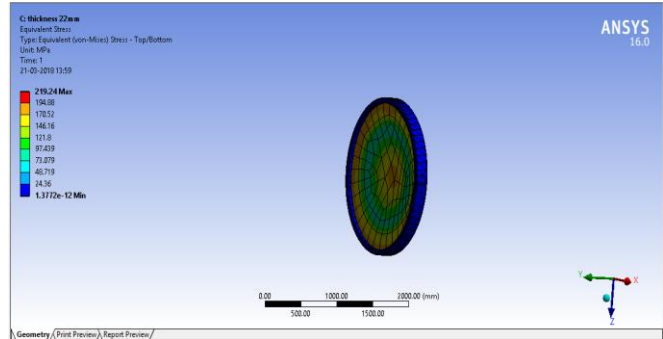 C: thickness 22mm
Equivalent Stress
Type: Equivalent (von-Mises) Stress - Top/Bottom
Unit: MPa
Time: 1
21-03-2018 13:59
219.24 Max
194.88
170.52
146.16
121.8
97.439
73.079
48.719
24.36
1.3772e-12 Min
ANSYS
16.0
0.00 1000.00 2000.00 (mm)
500.00 1500.00
Y X
Z
Geometry Print Preview Report Preview